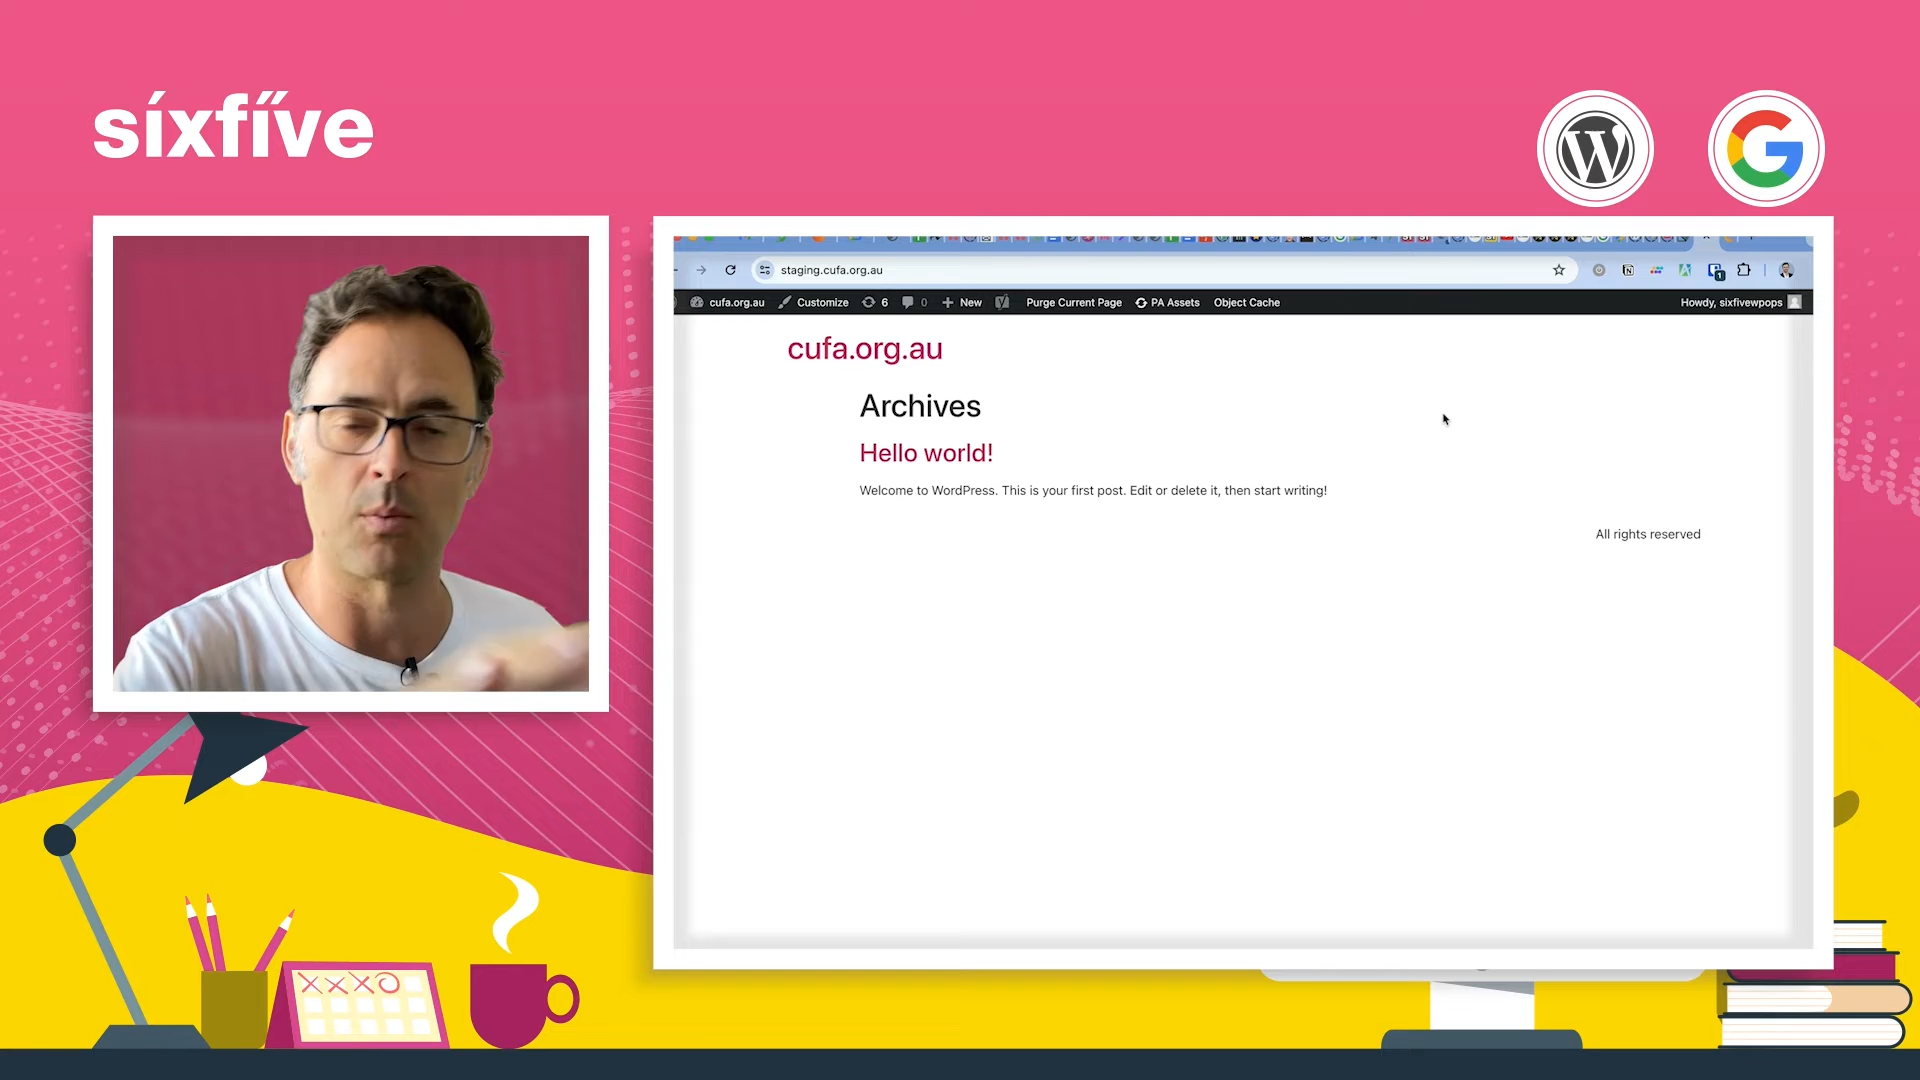 síxfív̋e
staging.cufa.org.au
cufa.org.au Customize 6 0 New Purge Current Page PA Assets Object Cache Howdy, sixfivewpops
cufa.org.au
Archives
Hello world!
Welcome to WordPress. This is your first post. Edit or delete it, then start writing!
All rights reserved